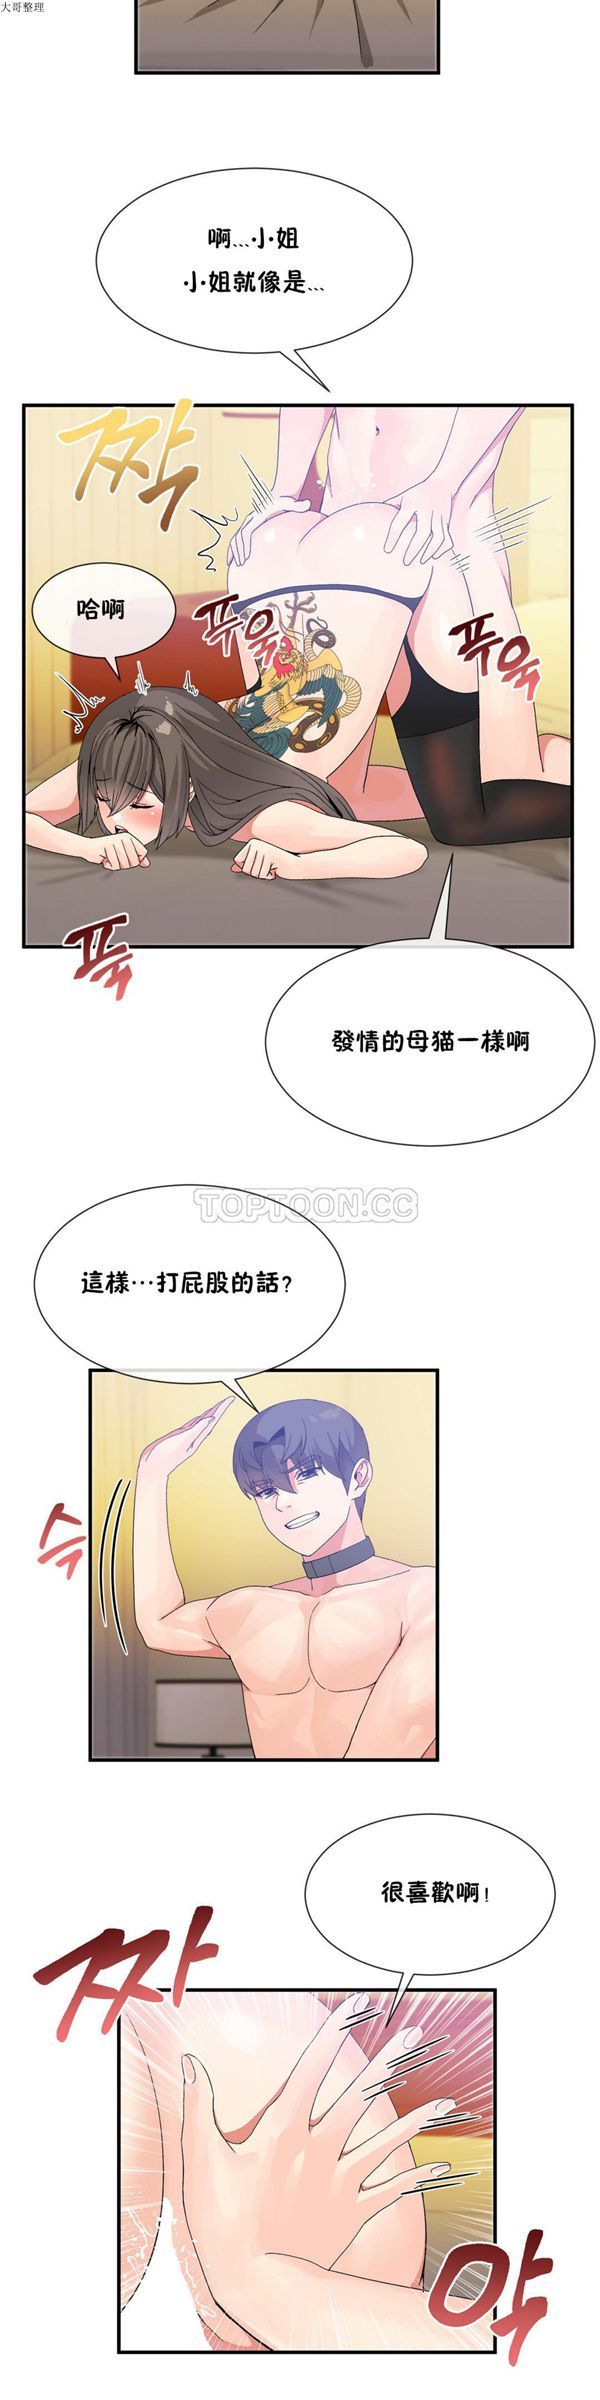 大哥整理
啊...小姐
小姐就像是...
짝
哈啊
푸욱
푸욱
푹
發情的母猫一樣啊
TOPTOON.CC
這樣…打屁股的話?
슥
很喜歡啊!
짜
악